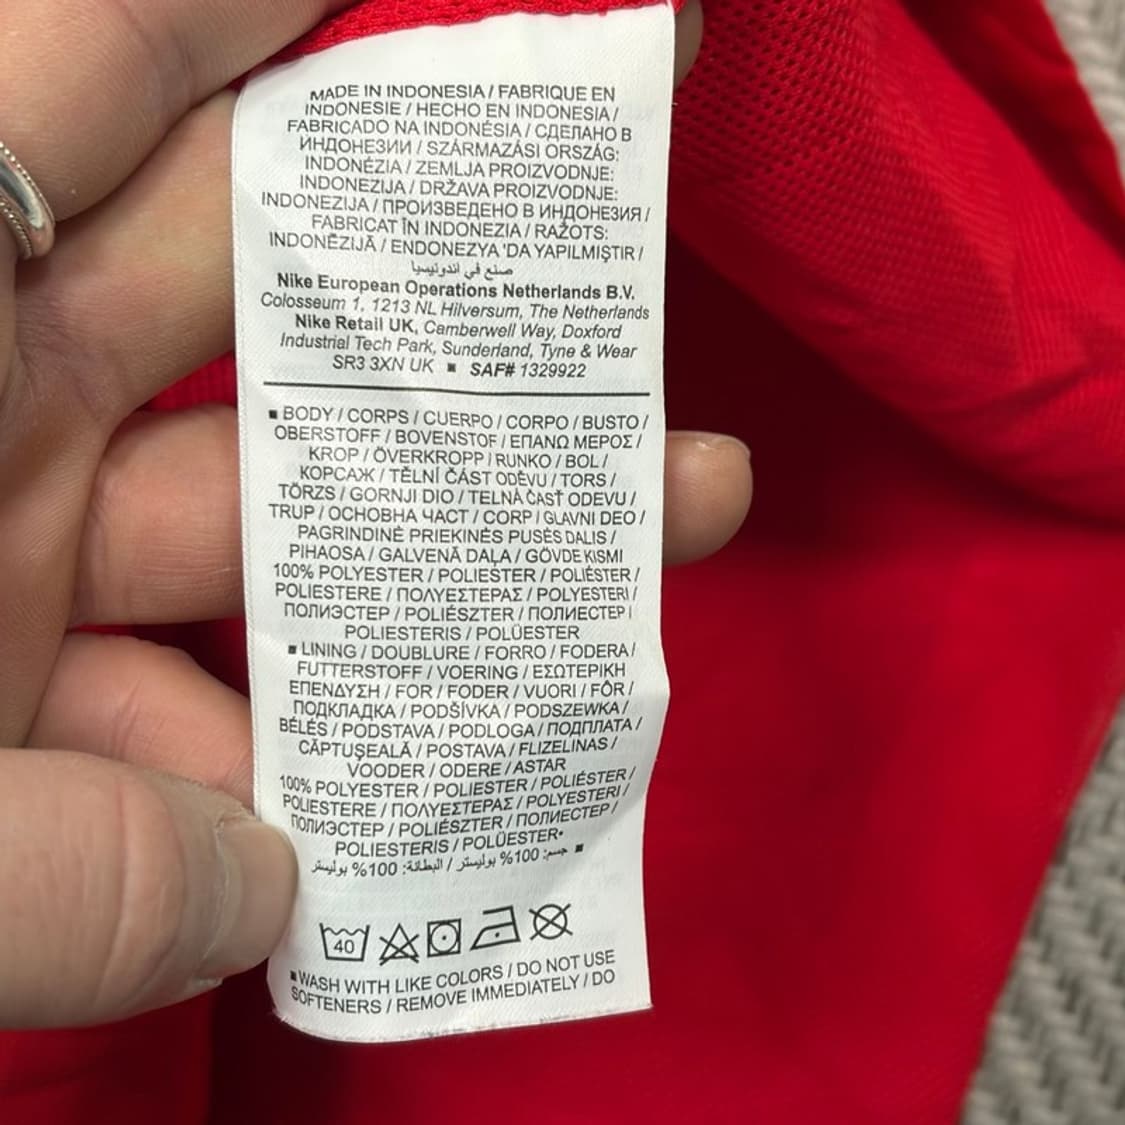 MADE IN INDONESIA / FABRIQUE EN
INDONESIE / HECHO EN INDONESIA /
FABRICADO NA INDONÉSIA / СДЕЛАНО В
ИНДОНЕЗИИ / SZÁRMAZÁSI ORSZÁG:
INDONÉZIA / ZEMLJA PROIZVODNJE:
INDONEZIJA / DRŽAVA PROIZVODNJE:
INDONEZIJA / ПРОИЗВЕДЕНО В ИНДОНЕЗИЯ /
FABRICAT ÎN INDONEZIA / RAŽOTS:
INDONĒZIJĀ / ENDONEZYA 'DA YAPILMIŞTIR /
صنع في اندونيسيا
Nike European Operations Netherlands B.V.
Colosseum 1, 1213 NL Hilversum, The Netherlands
Nike Retail UK, Camberwell Way, Doxford
Industrial Tech Park, Sunderland, Tyne & Wear
SR3 3XN UK ■ SAF# 1329922
■ BODY / CORPS / CUERPO / CORPO / BUSTO /
OBERSTOFF / BOVENSTOF / ΕΠΑΝΩ ΜΕΡΟΣ /
KROP / ÖVERKROPP / RUNKO / BOL /
КОРСАЖ / TĚLNÍ ČÁST ODĚVU / TORS /
TÖRZS / GORNJI DIO / TELNÁ ČASŤ ODEVU /
TRUP / ОСНОВНА ЧАСТ / CORP / GLAVNI DEO /
PAGRINDINĖ PRIEKINĖS PUSĖS DALIS /
PIHAOSA / GALVENĀ DAĻA / GÖVDE KISMI
100% POLYESTER / POLIESTER / POLIÉSTER /
POLIESTERE / ΠΟΛΥΕΣΤΕΡΑΣ / POLYESTERI /
ПОЛИЭСТЕР / POLIÉSZTER / ПОЛИЕСТЕР /
POLIESTERIS / POLÜESTER
■ LINING / DOUBLURE / FORRO / FODERA /
FUTTERSTOFF / VOERING / ΕΣΩΤΕΡΙΚΗ
ΕΠΕΝΔΥΣΗ / FOR / FODER / VUORI / FÔR /
ПОДКЛАДКА / PODŠÍVKA / PODSZEWKA /
BÉLÉS / PODSTAVA / PODLOGA / ПОДПЛАТА /
CĂPTUŞEALĂ / POSTAVA / FLIZELINAS /
VOODER / ODERE / ASTAR
100% POLYESTER / POLIESTER / POLIÉSTER /
POLIESTERE / ΠΟΛΥΕΣΤΕΡΑΣ / POLYESTERI /
ПОЛИЭСТЕР / POLIÉSZTER / ПОЛИЕСТЕР /
POLIESTERIS / POLÜESTER•
■ جسم: 100% بوليستر / البطانة: 100% بوليستر
40
■ WASH WITH LIKE COLORS / DO NOT USE
SOFTENERS / REMOVE IMMEDIATELY / DO